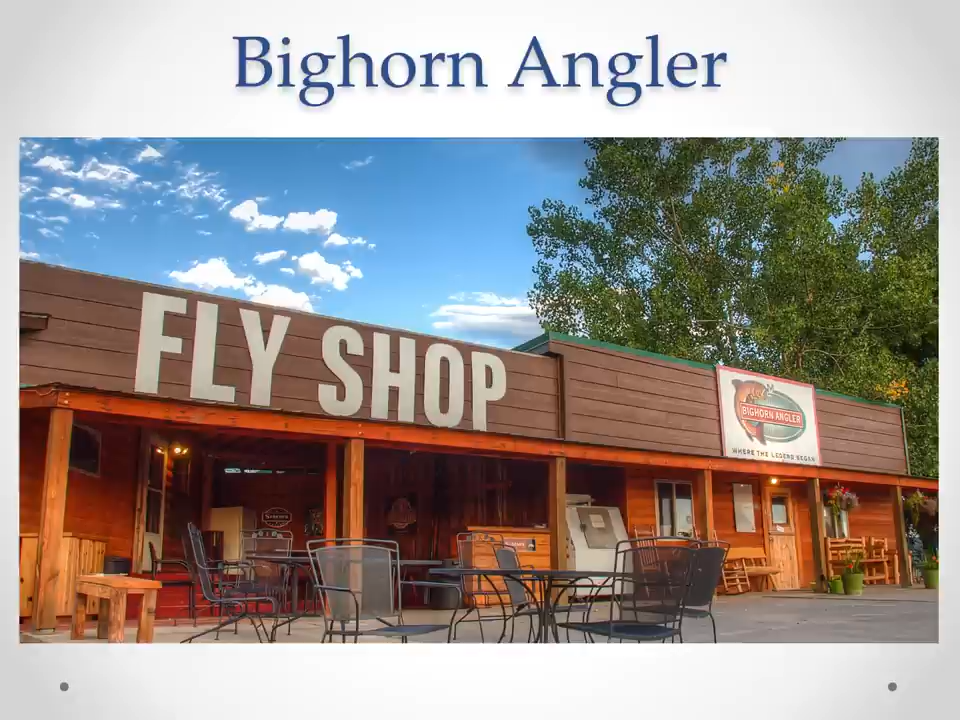 Bighorn Angler
FLY SHOP
BIGHORN ANGLER
WHERE THE LEGEND BEGAN